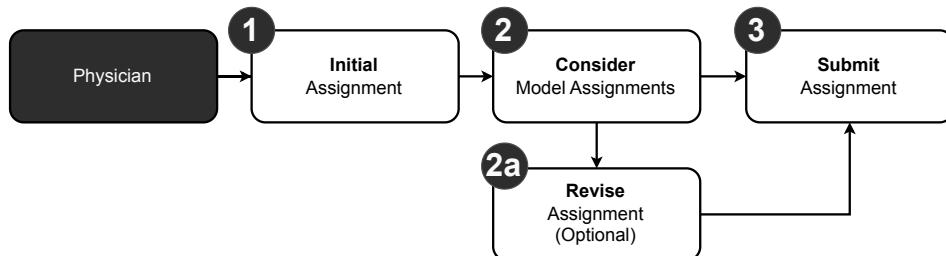 Physician
1
Initial
Assignment
2
Consider
Model Assignments
3
Submit
Assignment
2a
Revise
Assignment
(Optional)